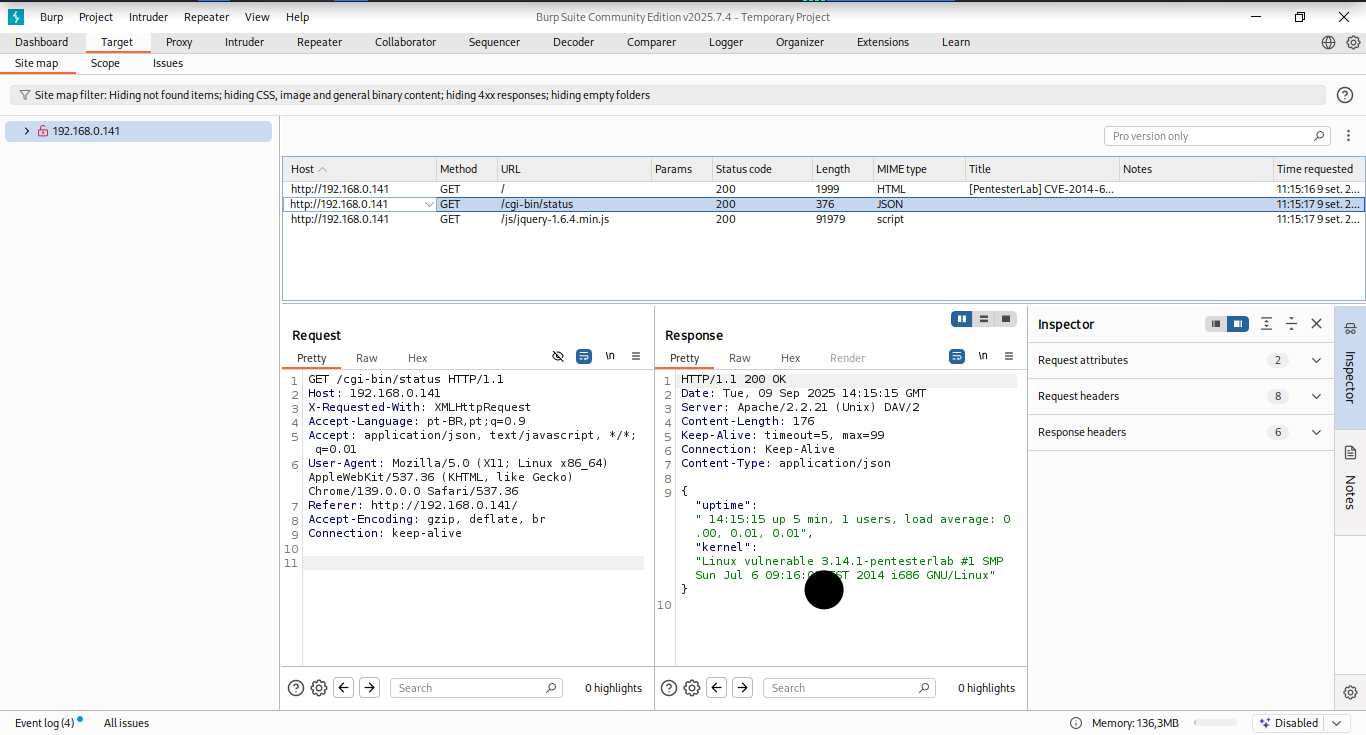 Burp Project Intruder Repeater View Help
Burp Suite Community Edition v2025.7.4 - Temporary Project
Dashboard Target Proxy Intruder Repeater Collaborator Sequencer Decoder Comparer Logger Organizer Extensions Learn
Site map Scope Issues
Site map filter: Hiding not found items; hiding CSS, image and general binary content; hiding 4xx responses; hiding empty folders
192.168.0.141
Pro version only
Host Method URL Params Status code Length MIME type Title Notes Time requested
http://192.168.0.141 GET / 200 1999 HTML [PentesterLab] CVE-2014-6... 11:15:16 9 set. 2...
http://192.168.0.141 GET /cgi-bin/status 200 376 JSON 11:15:17 9 set. 2...
http://192.168.0.141 GET /js/jquery-1.6.4.min.js 200 91979 script 11:15:17 9 set. 2...
Request
Pretty Raw Hex
\n
1 GET /cgi-bin/status HTTP/1.1
2 Host: 192.168.0.141
3 X-Requested-With: XMLHttpRequest
4 Accept-Language: pt-BR,pt;q=0.9
5 Accept: application/json, text/javascript, */*;
q=0.01
6 User-Agent: Mozilla/5.0 (X11; Linux x86_64)
AppleWebKit/537.36 (KHTML, like Gecko)
Chrome/139.0.0.0 Safari/537.36
7 Referer: http://192.168.0.141/
8 Accept-Encoding: gzip, deflate, br
9 Connection: keep-alive
10
11
Search
0 highlights
Response
Pretty Raw Hex Render
\n
1 HTTP/1.1 200 OK
2 Date: Tue, 09 Sep 2025 14:15:15 GMT
3 Server: Apache/2.2.21 (Unix) DAV/2
4 Content-Length: 176
5 Keep-Alive: timeout=5, max=99
6 Connection: Keep-Alive
7 Content-Type: application/json
8
9 {
"uptime":
" 14:15:15 up 5 min, 1 users, load average: 0
.00, 0.01, 0.01",
"kernel":
"Linux vulnerable 3.14.1-pentesterlab #1 SMP
Sun Jul 6 2014 i686 GNU/Linux"
}
10
Search
0 highlights
Inspector
Request attributes 2
Request headers 8
Response headers 6
Inspector
Notes
Event log (4) All issues
Memory: 136,3MB
Disabled